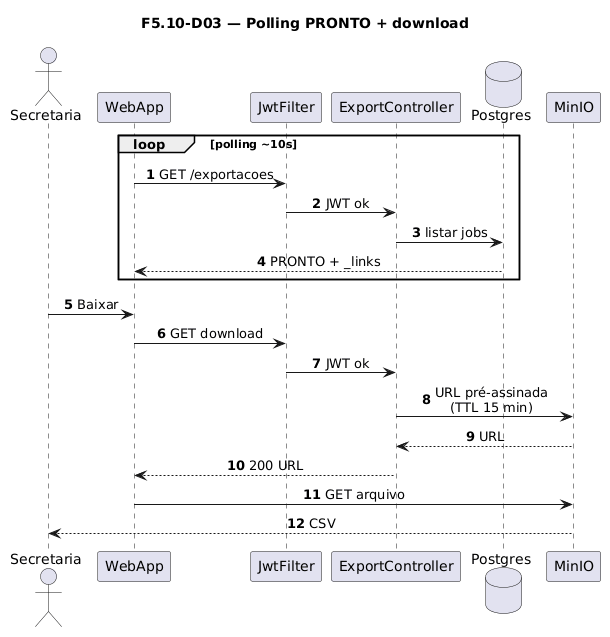 F5.10-D03 — Polling PRONTO + download
Secretaria
WebApp
JwtFilter
ExportController
Postgres
MinIO
loop [polling ~10s]
1 GET /exportacoes
2 JWT ok
3 listar jobs
4 PRONTO + _links
5 Baixar
6 GET download
7 JWT ok
8 URL pré-assinada
(TTL 15 min)
9 URL
10 200 URL
11 GET arquivo
12 CSV
Secretaria
WebApp
JwtFilter
ExportController
Postgres
MinIO